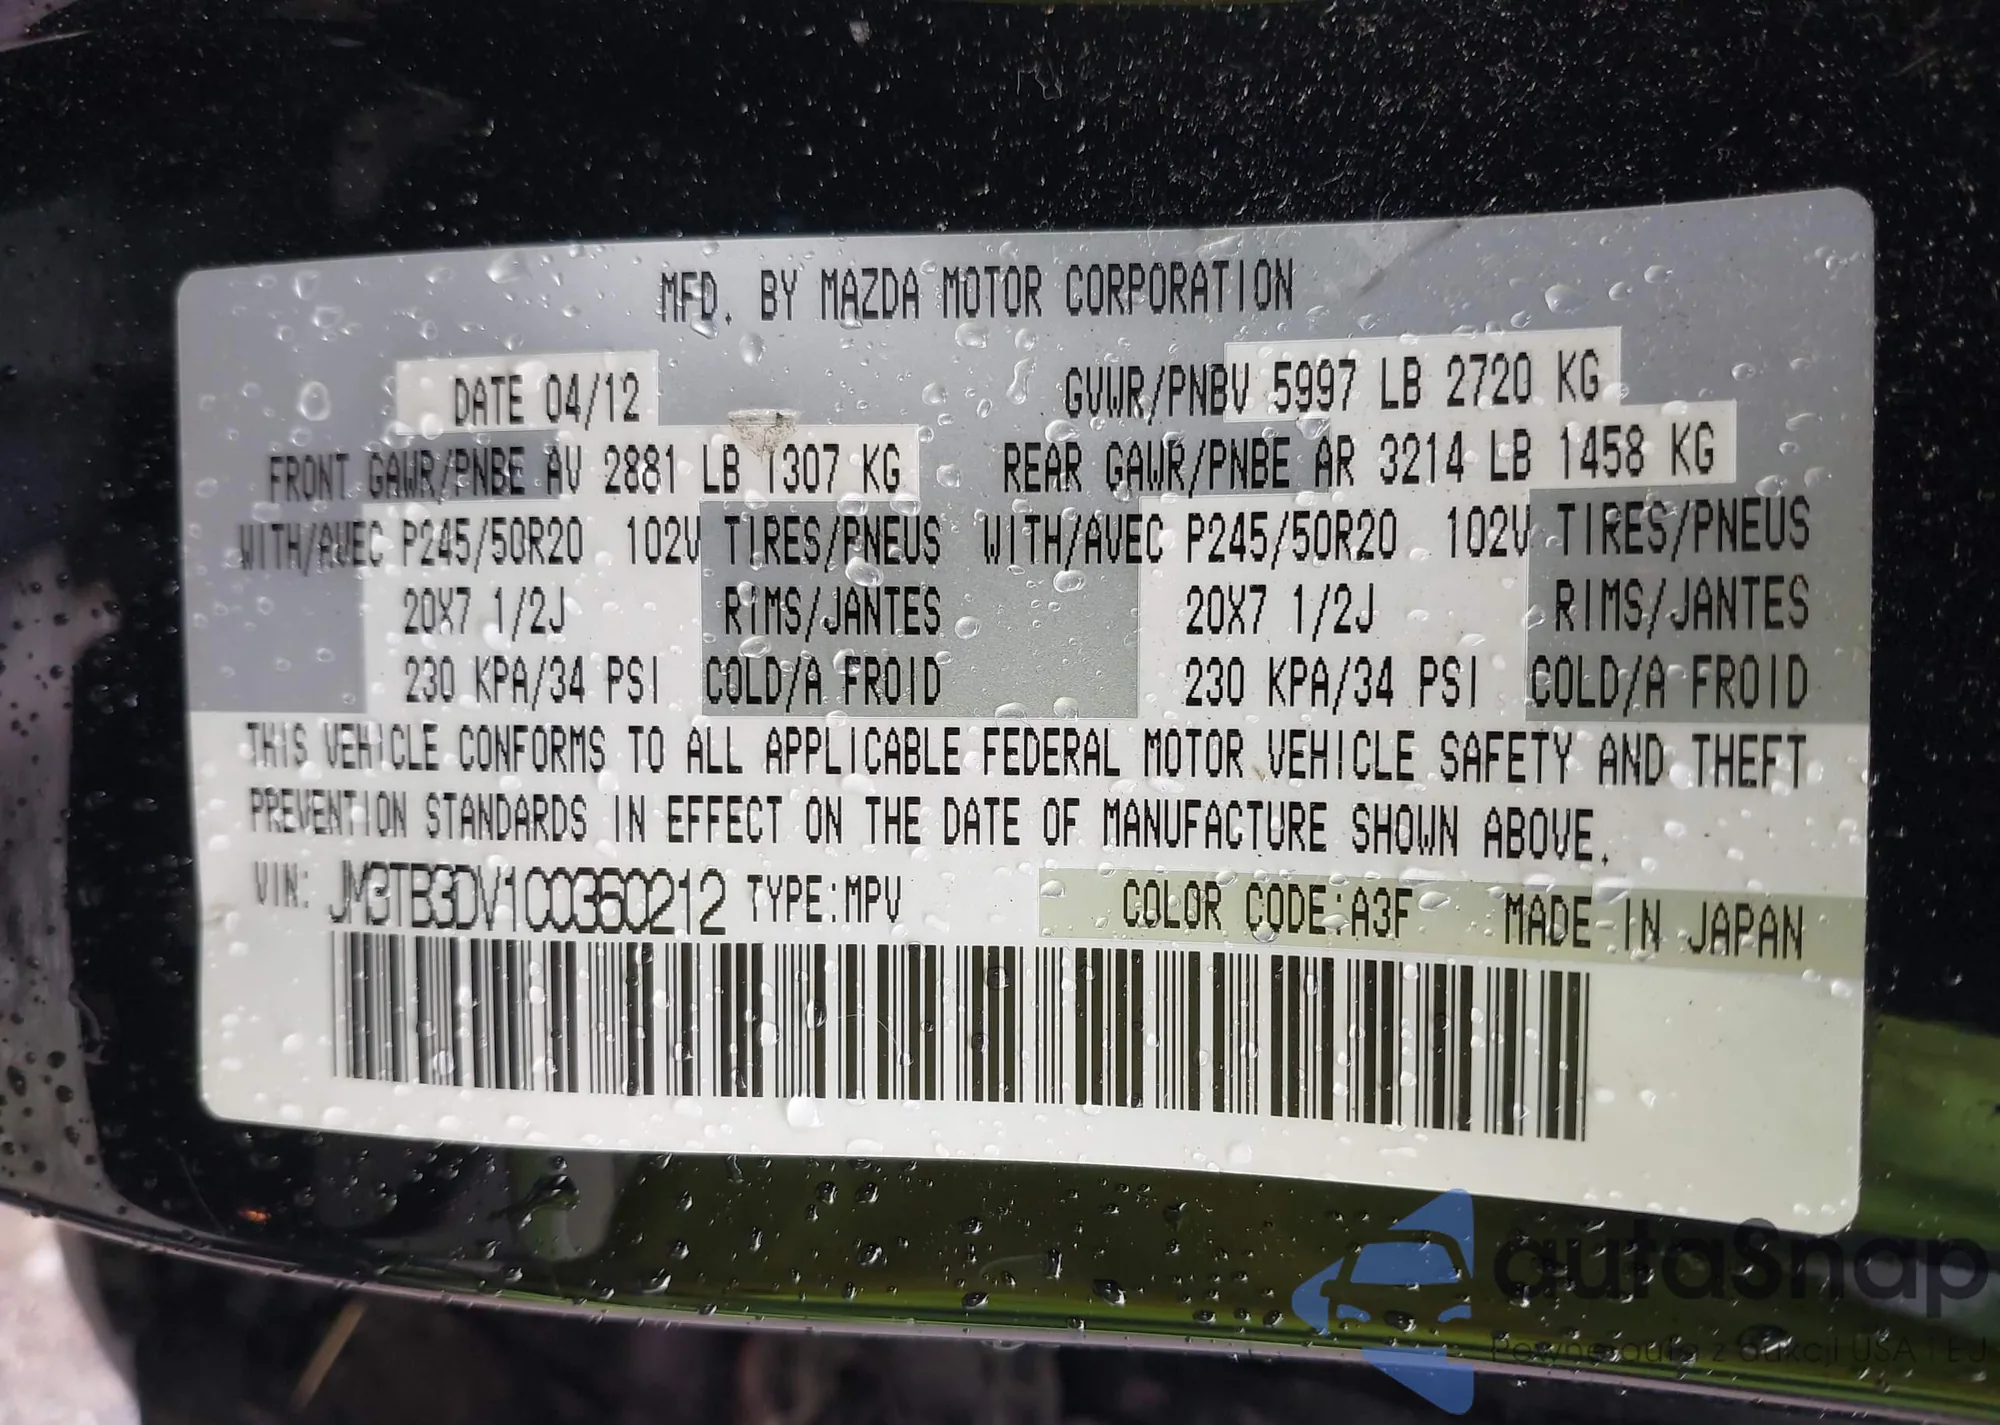 MFD. BY MAZDA MOTOR CORPORATION
DATE 04/12 GVWR/PNBV 5997 LB 2720 KG
FRONT GAWR/PNBE AV 2881 LB 1307 KG REAR GAWR/PNBE AR 3214 LB 1458 KG
WITH/AVEC P245/50R20 102V TIRES/PNEUS WITH/AVEC P245/50R20 102V TIRES/PNEUS
20X7 1/2J RIMS/JANTES 20X7 1/2J RIMS/JANTES
230 KPA/34 PSI COLD/A FROID 230 KPA/34 PSI COLD/A FROID
THIS VEHICLE CONFORMS TO ALL APPLICABLE FEDERAL MOTOR VEHICLE SAFETY AND THEFT
PREVENTION STANDARDS IN EFFECT ON THE DATE OF MANUFACTURE SHOWN ABOVE.
VIN: JM3TB3DV1C0360212 TYPE:MPV COLOR CODE:A3F MADE IN JAPAN
autaSnap
z aukcji USA i EJ